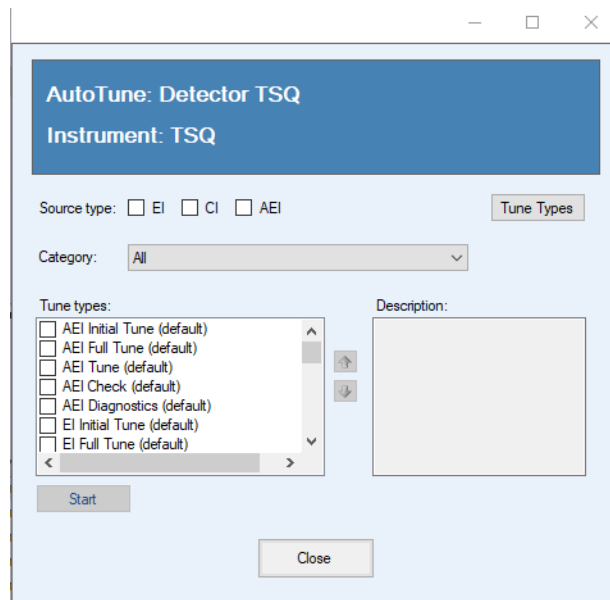 AutoTune: Detector TSQ
Instrument: TSQ
Source type: EI CI AEI Tune Types
Category: All
Tune types: Description:
AEI Initial Tune (default)
AEI Full Tune (default)
AEI Tune (default)
AEI Check (default)
AEI Diagnostics (default)
EI Initial Tune (default)
EI Full Tune (default)
Start
Close